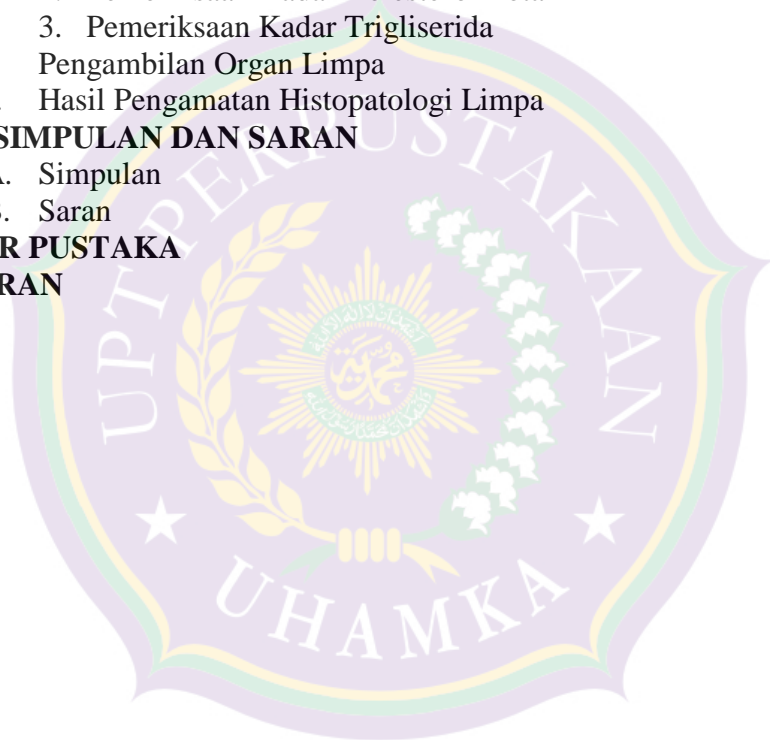 3. Pemeriksaan Kadar Trigliserida
Pengambilan Organ Limpa
Hasil Pengamatan Histopatologi Limpa
SIMPULAN DAN SARAN
A. Simpulan
Saran
R PUSTAKA
RAN
UPT PERPUSTAKAAN
UHAMKA